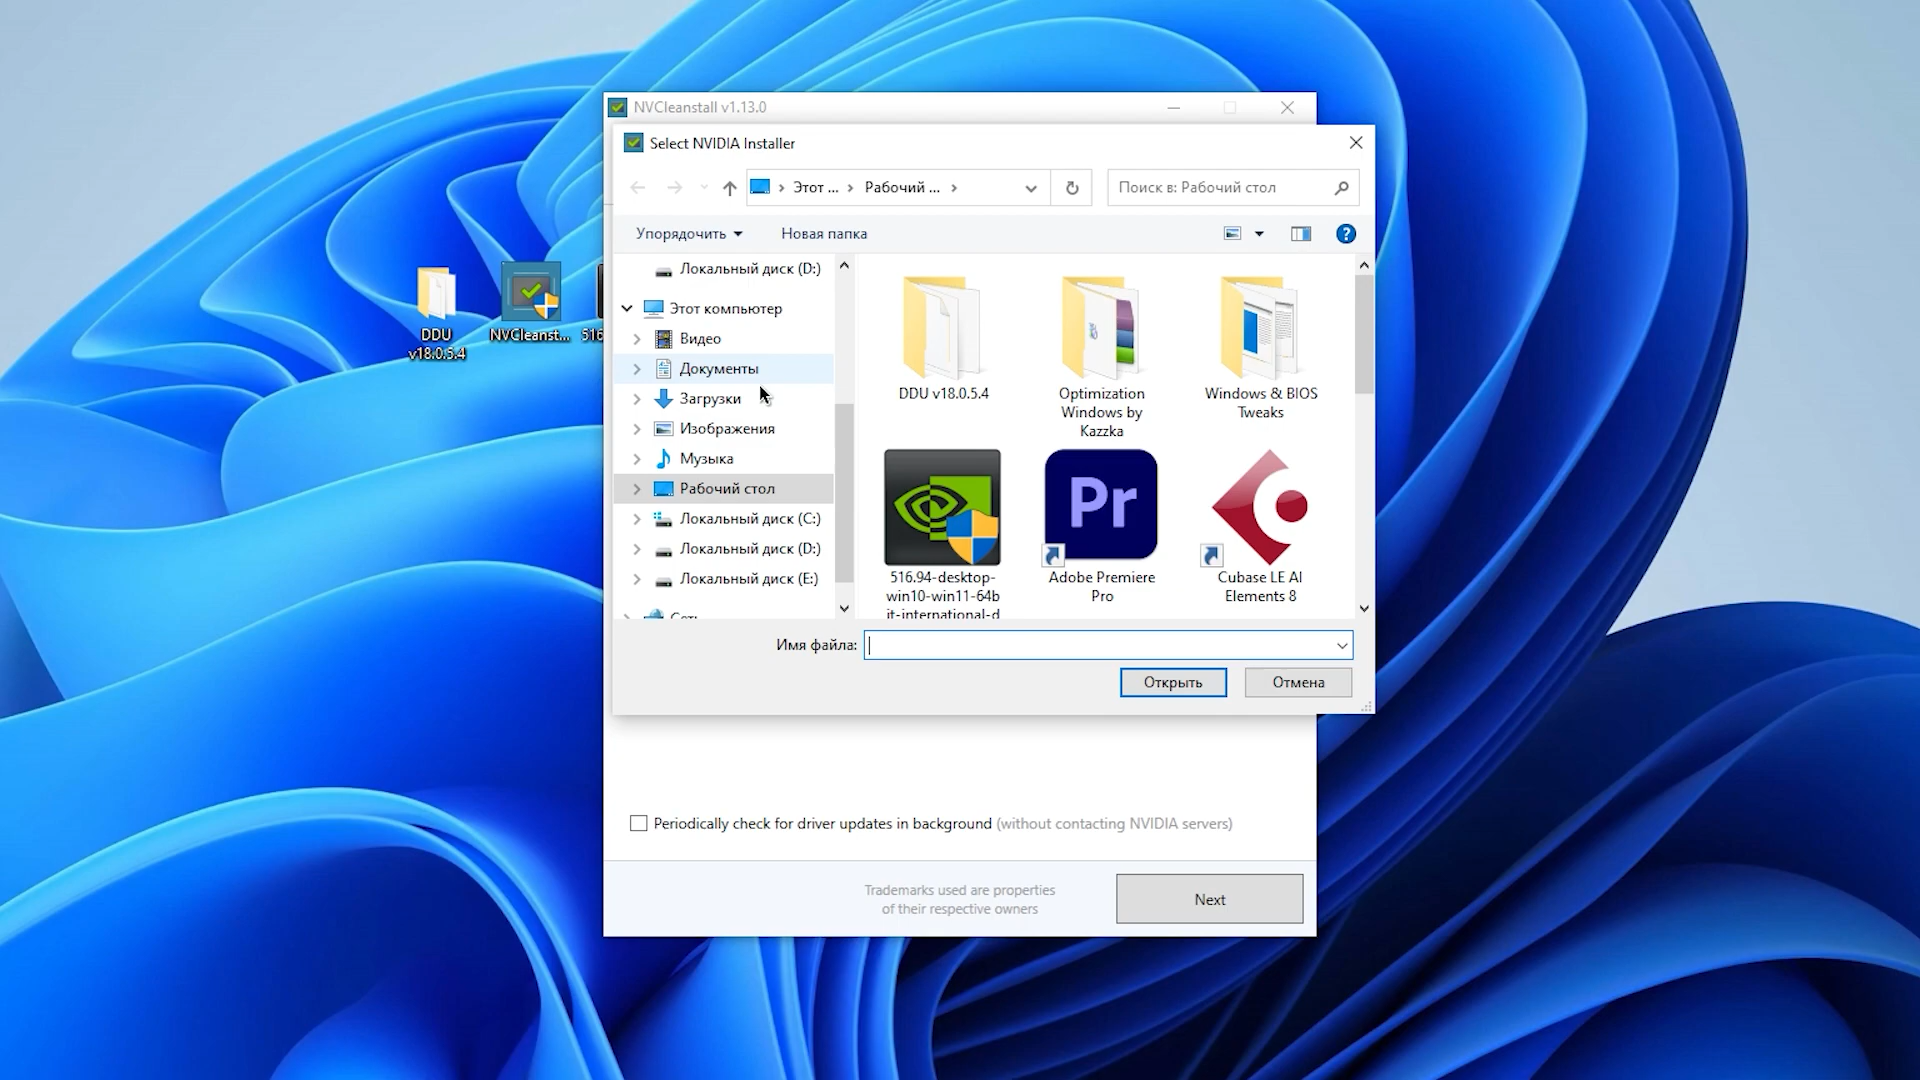 NVCleanstall v1.13.0
Select NVIDIA Installer
Этот ...
Рабочий ...
Поиск в: Рабочий стол
Упорядочить
Новая папка
DDU
v18.0.5.4
NVCleanst...
516
Локальный диск (D:)
Этот компьютер
Видео
Документы
Загрузки
Изображения
Музыка
Рабочий стол
Локальный диск (C:)
Локальный диск (D:)
Локальный диск (E:)
Сеть
DDU v18.0.5.4
Optimization
Windows by
Kazzka
Windows & BIOS
Tweaks
516.94-desktop-
win10-win11-64b
it-international-d
Pr
Adobe Premiere
Pro
Cubase LE AI
Elements 8
Имя файла:
Открыть
Отмена
Periodically check for driver updates in background (without contacting NVIDIA servers)
Trademarks used are properties
of their respective owners
Next